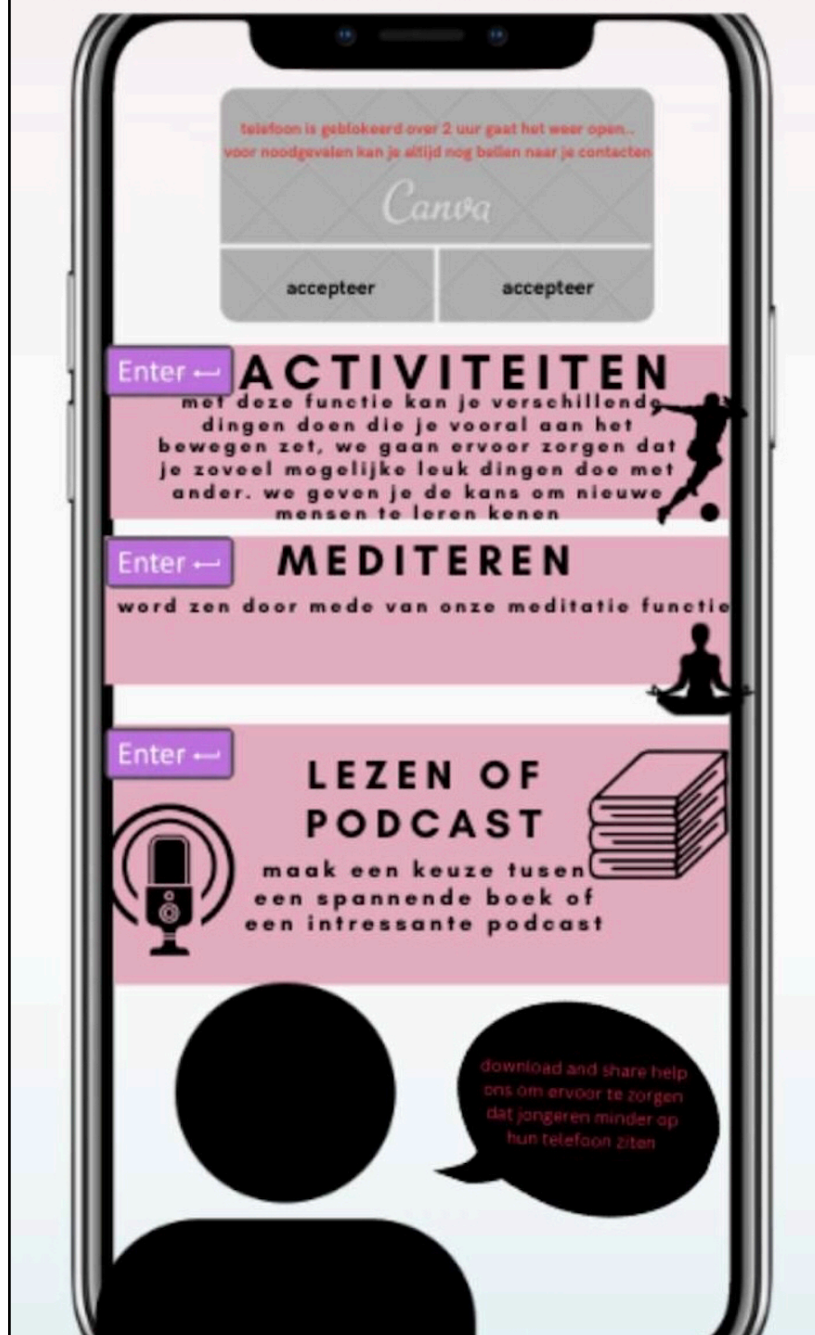 telefoon is geblokeerd over 2 uur gaat het weer open..
voor noodgevalen kan je altijd nog bellen naar je contacten
Canva
accepteer
accepteer
Enter
ACTIVITEITEN
met deze functie kan je verschillende
dingen doen die je vooral aan het
bewegen zet, we gaan ervoor zorgen dat
je zoveel mogelijke leuk dingen doe met
ander. we geven je de kans om nieuwe
mensen te leren kenen
Enter
MEDITEREN
word zen door mede van onze meditatie functie
Enter
LEZEN OF
PODCAST
maak een keuze tusen
een spannende boek of
een intressante podcast
download and share help
ons om ervoor te zorgen
dat jongeren minder op
hun telefoon ziten